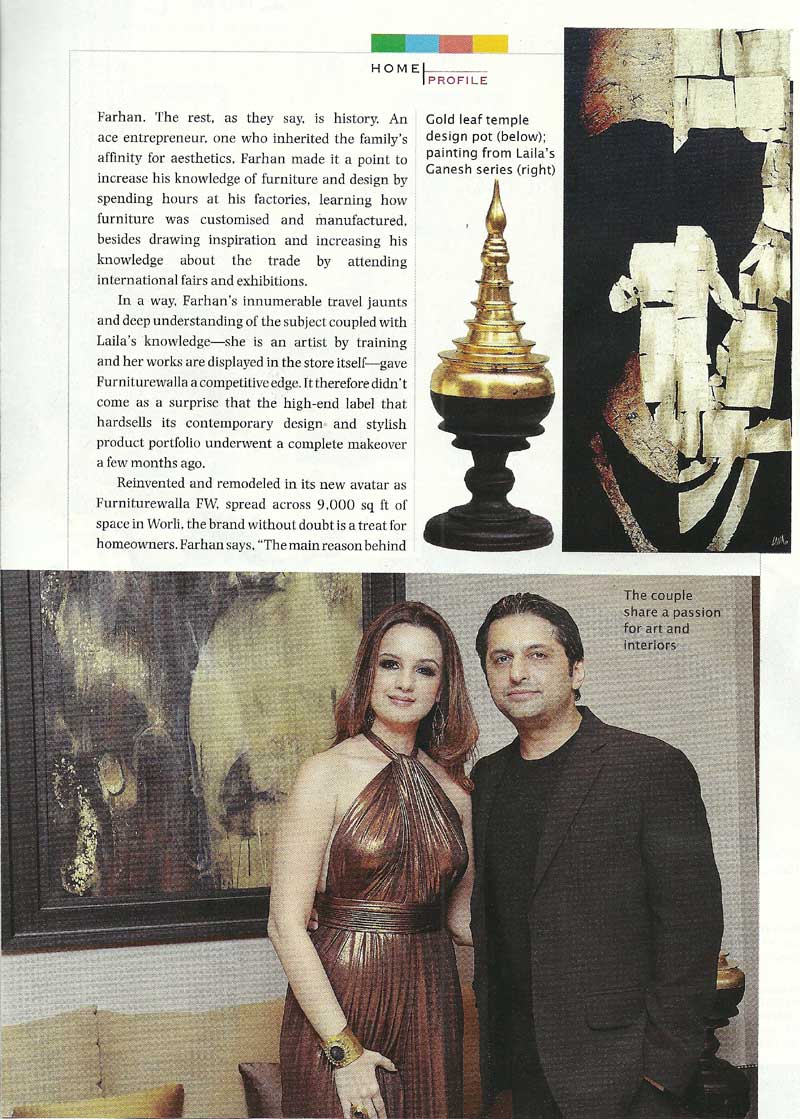 HOME
PROFILE
Farhan. The rest, as they say, is history. An
ace entrepreneur, one who inherited the family's
affinity for aesthetics, Farhan made it a point to
increase his knowledge of furniture and design by
spending hours at his factories, learning how
furniture was customised and manufactured,
besides drawing inspiration and increasing his
knowledge about the trade by attending
international fairs and exhibitions.
In a way, Farhan's innumerable travel jaunts
and deep understanding of the subject coupled with
Laila's knowledge—she is an artist by training
and her works are displayed in the store itself—gave
Furniturewalla a competitive edge. It therefore didn't
come as a surprise that the high-end label that
hardsells its contemporary design and stylish
product portfolio underwent a complete makeover
a few months ago.
Reinvented and remodeled in its new avatar as
Furniturewalla FW, spread across 9,000 sq ft of
space in Worli, the brand without doubt is a treat for
homeowners. Farhan says, "The main reason behind
Gold leaf temple
design pot (below);
painting from Laila's
Ganesh series (right)
The couple
share a passion
for art and
interiors